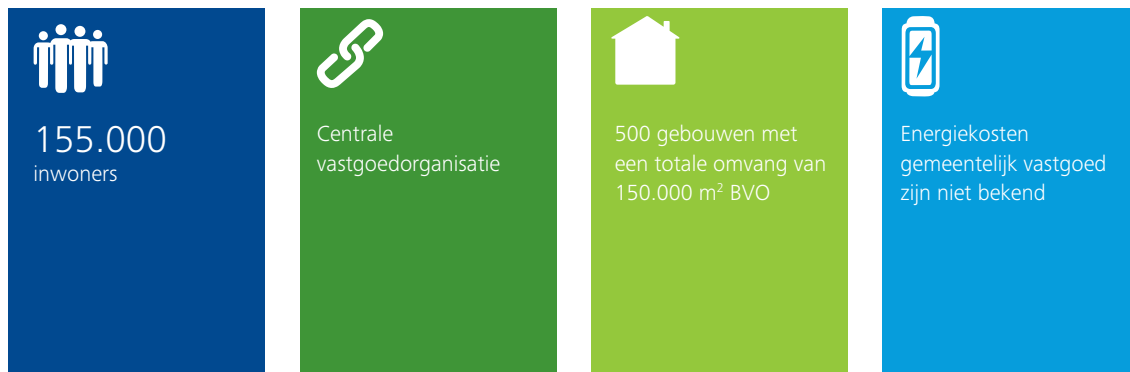 155.000
inwoners
Centrale
vastgoedorganisatie
500 gebouwen met
een totale omvang van
150.000 m² BVO
Energiekosten
gemeentelijk vastgoed
zijn niet bekend